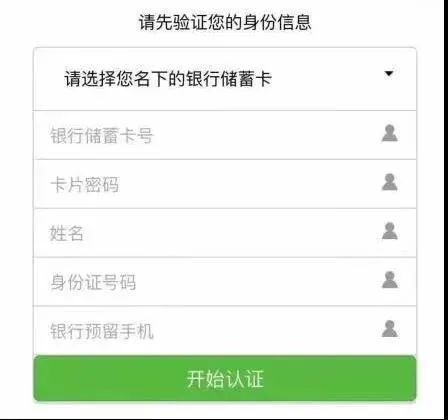 请先验证您的身份信息
请选择您名下的银行储蓄卡
银行储蓄卡号
卡片密码
姓名
身份证号码
银行预留手机
开始认证